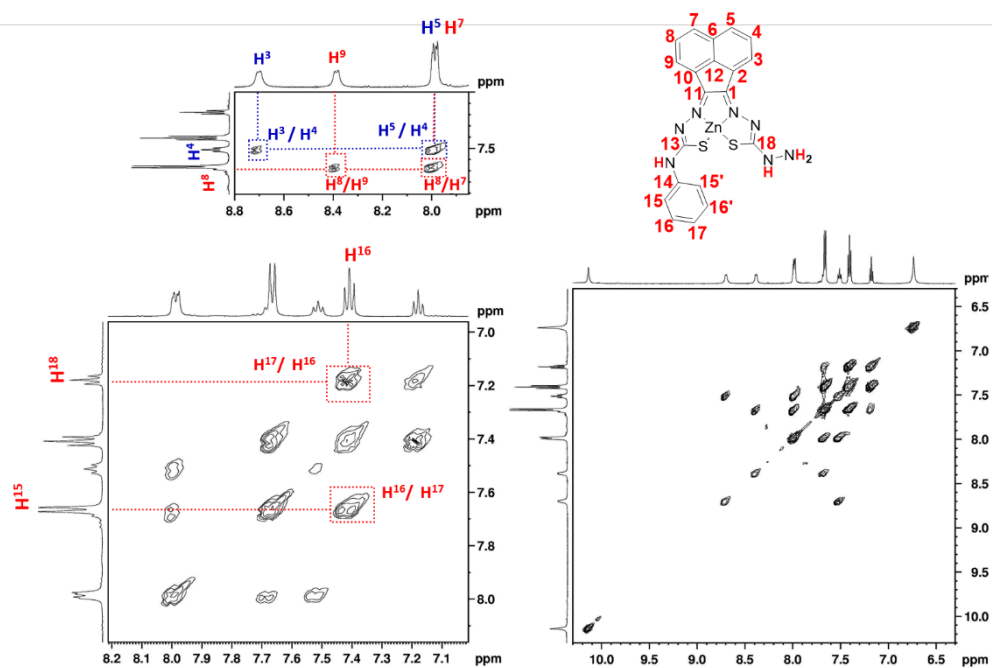 H⁵ H⁷
H³
H⁹
ppm
H³ / H⁴
H⁵ / H⁴
7.5
H⁴
H⁸
H⁸/H⁹
H⁸/H⁷
8.8 8.6 8.4 8.2 8.0 ppm
7 5
8 6 4
9 3
10 12 2
11 1
N N
N Zn N
13 S S 18
H N N NH₂
H
14 15'
15 16'
16 17
H¹⁶
ppm
7.0
H¹⁷/ H¹⁶
H¹⁸
7.2
7.4
H¹⁶/ H¹⁷
H¹⁵
7.6
7.8
8.0
8.2 8.1 8.0 7.9 7.8 7.7 7.6 7.5 7.4 7.3 7.2 7.1 ppm
ppm
6.5
7.0
7.5
8.0
8.5
9.0
9.5
10.0
10.0 9.5 9.0 8.5 8.0 7.5 7.0 6.5 ppm